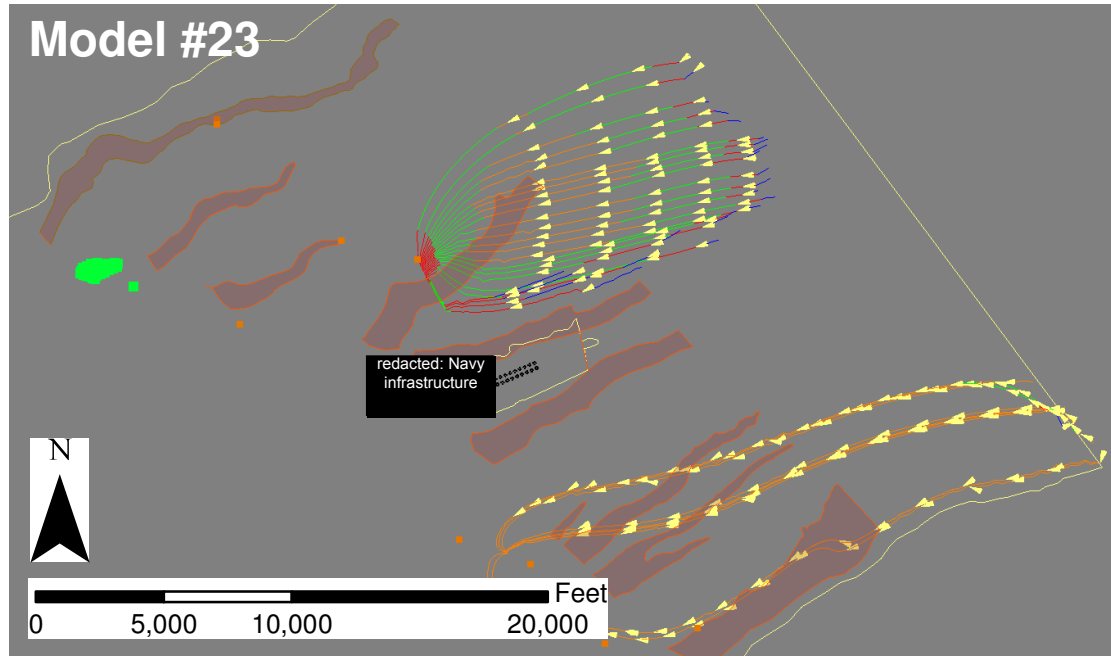 Model #23
redacted: Navy
infrastructure
N
Feet
0 5,000 10,000 20,000